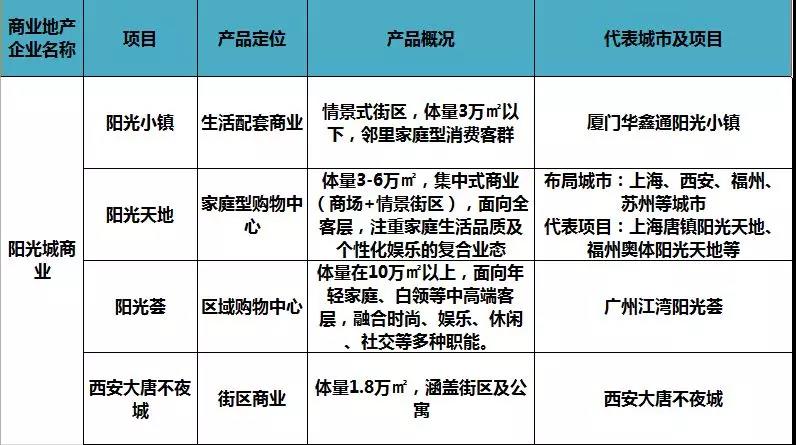 商业地产
企业名称
项目
产品定位
产品概况
代表城市及项目
阳光城商
业
阳光小镇
生活配套商业
情景式街区，体量3万㎡以
下，邻里家庭型消费客群
厦门华鑫通阳光小镇
阳光天地
家庭型购物中
心
体量3-6万㎡，集中式商业
（商场+情景街区），面向全
客层，注重家庭生活品质及
个性化娱乐的复合业态
布局城市：上海、西安、福州、
苏州等城市
代表项目：上海唐镇阳光天地、
福州奥体阳光天地等
阳光荟
区域购物中心
体量在10万㎡以上，面向年
轻家庭、白领等中高端客
层，融合时尚、娱乐、休闲
、社交等多种职能。
广州江湾阳光荟
西安大唐不夜
城
街区商业
体量1.8万㎡，涵盖街区及公
寓
西安大唐不夜城